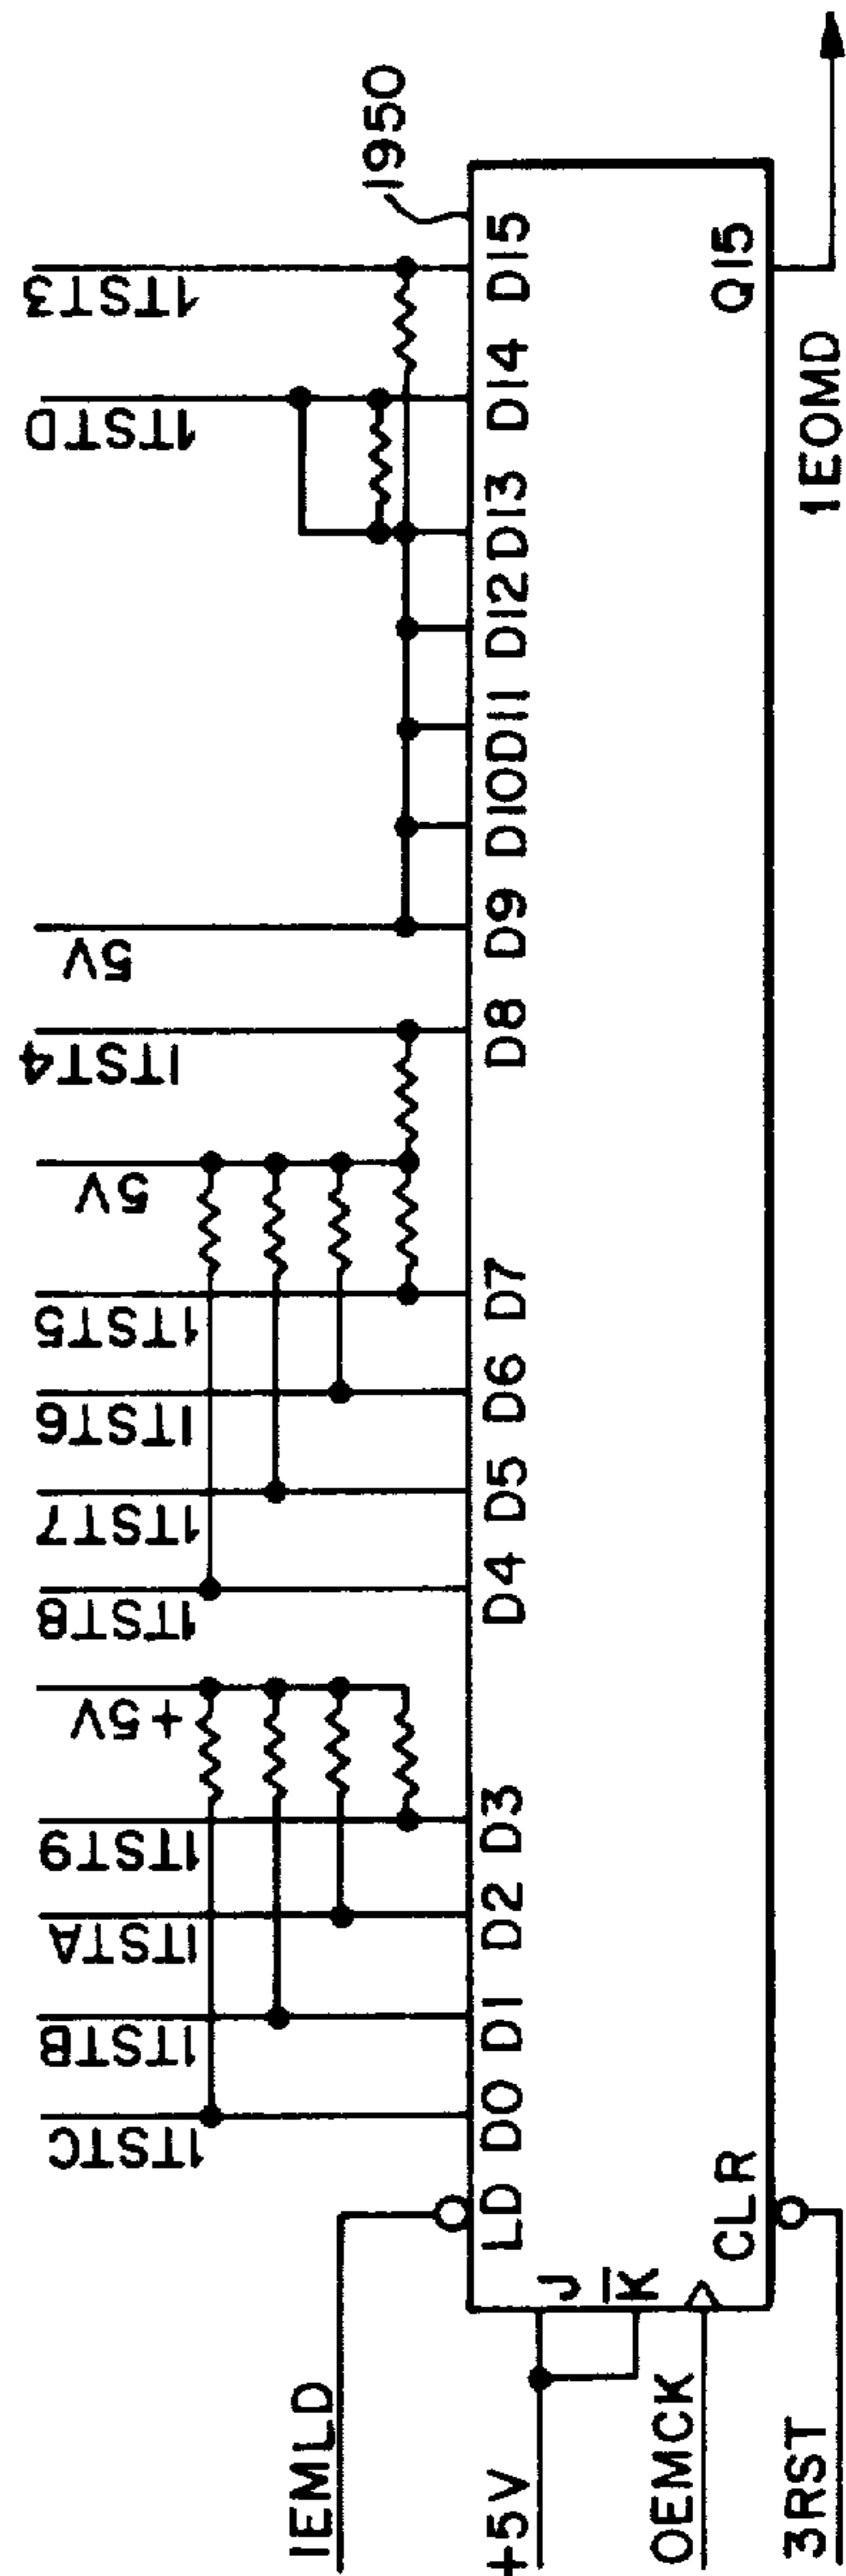 1TST3
1TSTD
5V
1TST4
5V
1TST5
1TST6
1TST7
1TST8
+5V
1TST9
1TSTA
1TSTB
1TSTC
1950
LD D0 D1 D2 D3 D4 D5 D6 D7 D8 D9 D10 D11 D12 D13 D14 D15
J
K̅
CLR
Q15
1EMLD
+5V
OEMCK
3RST
1EOMD